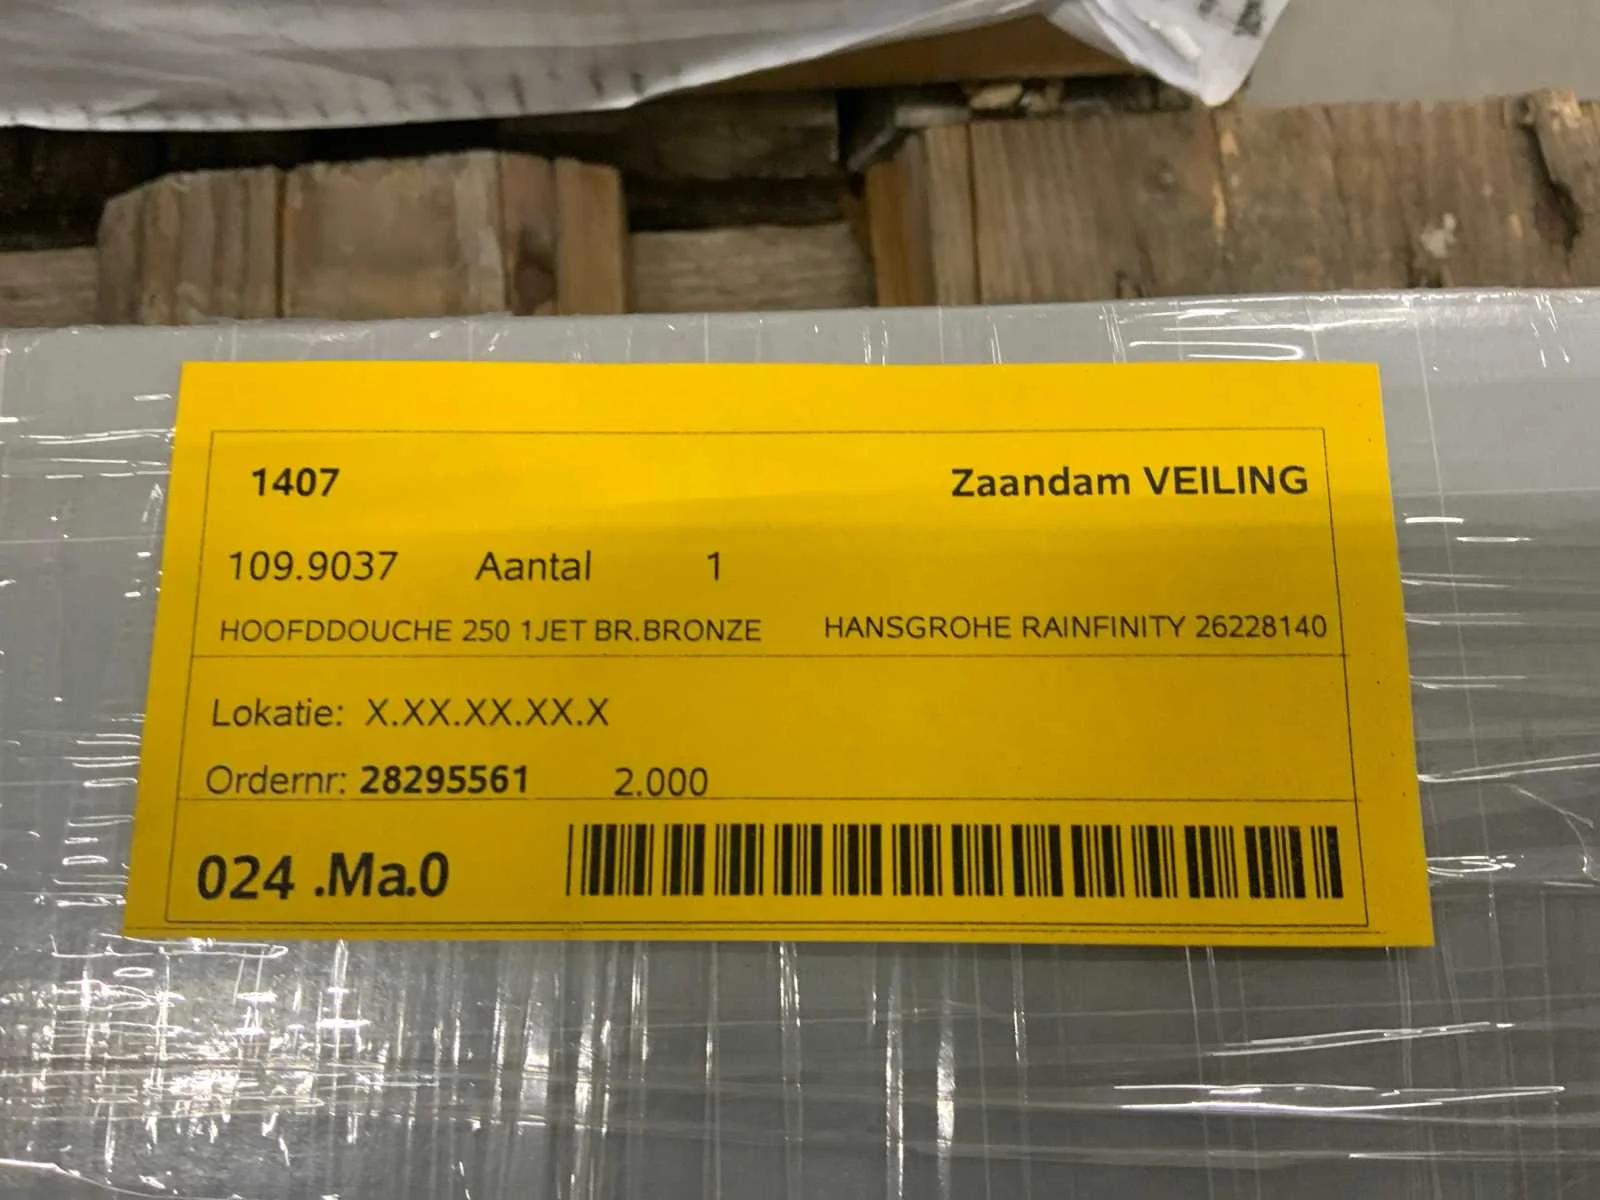 1407 Zaandam VEILING
109.9037 Aantal 1
HOOFDDOUCHE 250 1JET BR.BRONZE HANSGROHE RAINFINITY 26228140
Lokatie: X.XX.XX.XX.X
Ordernr: 28295561 2.000
024 .Ma.0